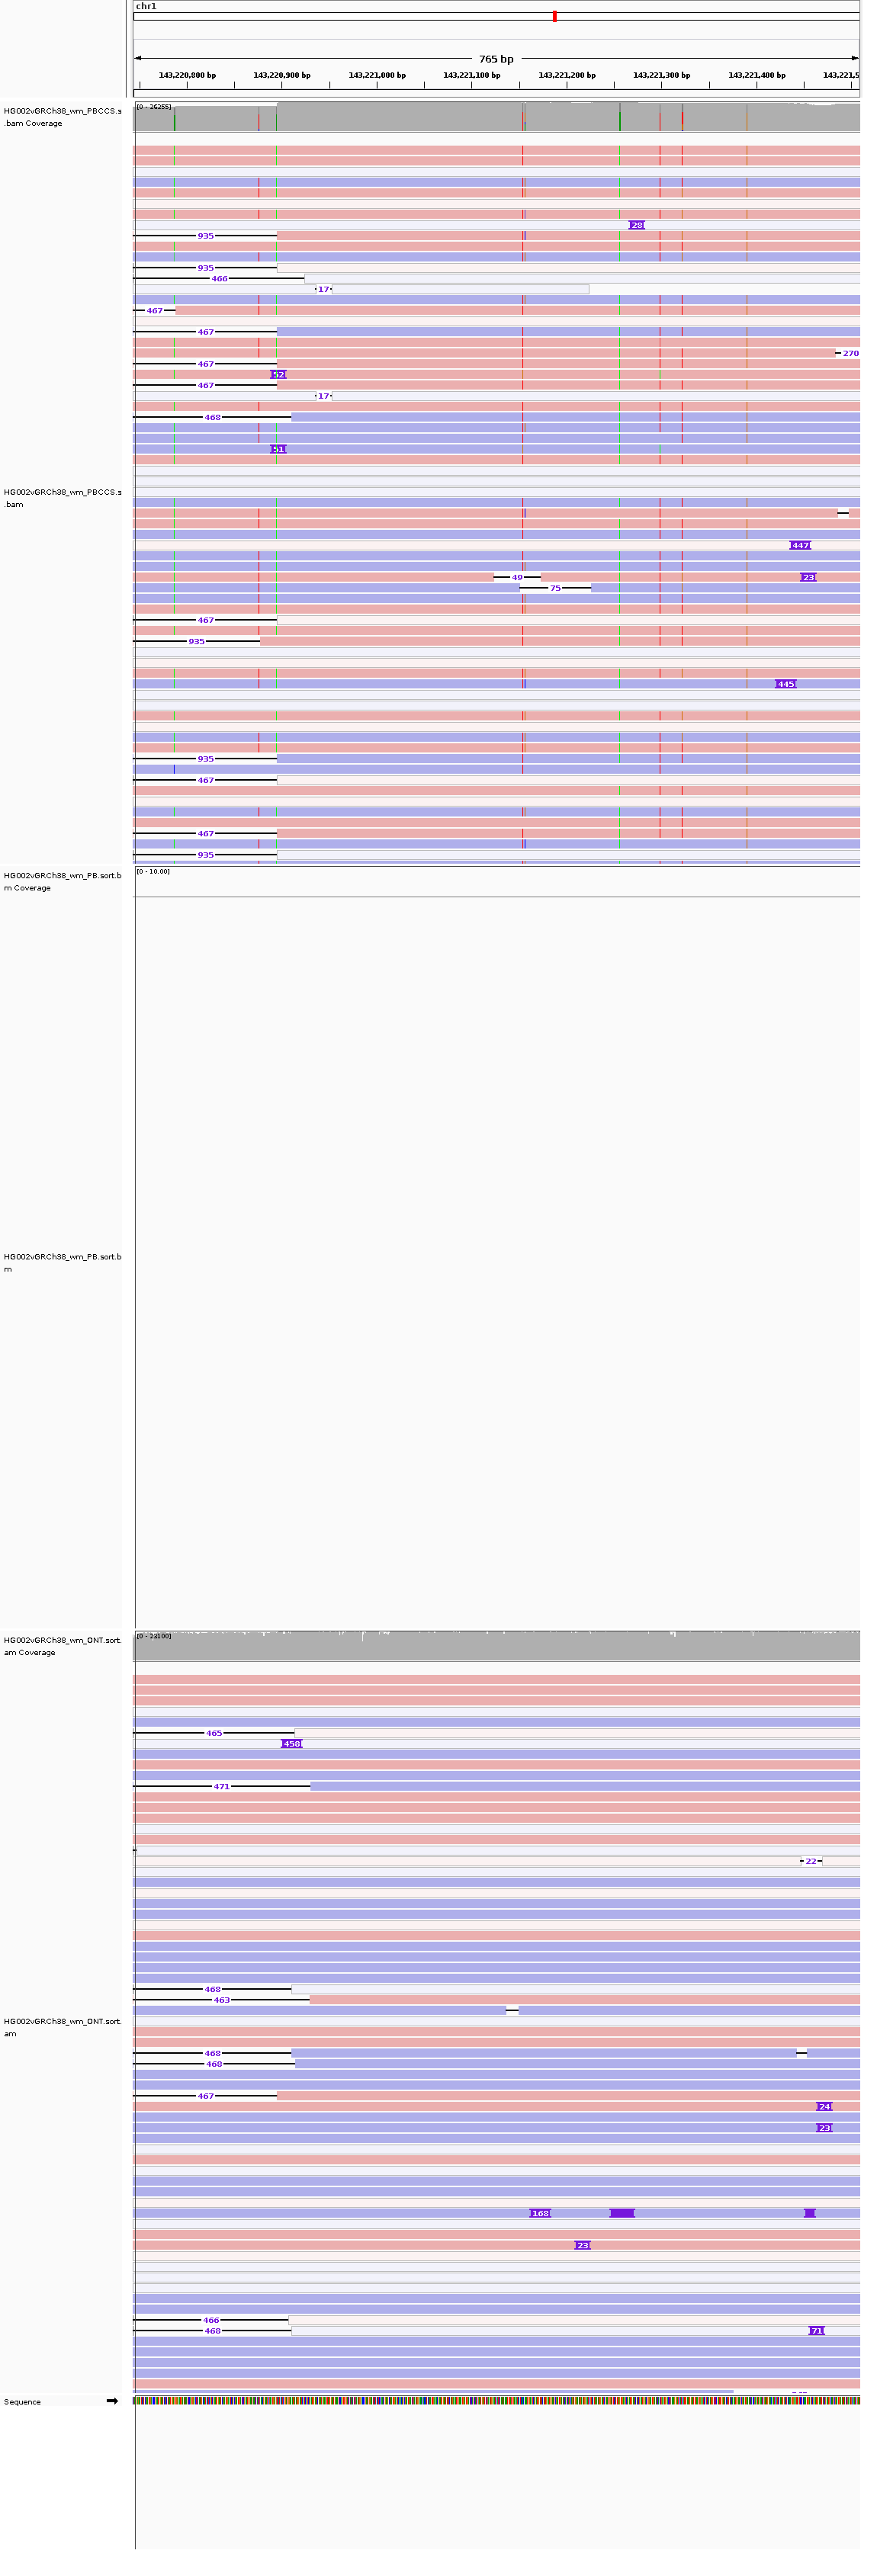 chr1
765 bp
143,220,800 bp 143,220,900 bp 143,221,000 bp 143,221,100 bp 143,221,200 bp 143,221,300 bp 143,221,400 bp 143,221,5
HG002vGRCh38_wm_PBCCS.s
.bam Coverage
[0 - 26255]
28
935
935
466
17
467
467
270
467
52
467
17
468
51
HG002vGRCh38_wm_PBCCS.s
.bam
447
49 23
75
467
935
445
935
467
467
935
HG002vGRCh38_wm_PB.sort.b
m Coverage
[0 - 10.00]
HG002vGRCh38_wm_PB.sort.b
m
HG002vGRCh38_wm_ONT.sort.
am Coverage
[0 - 23100]
465
458
471
22
468
463
HG002vGRCh38_wm_ONT.sort.
am
468
468
467
24
23
168
23
466
468 71
Sequence